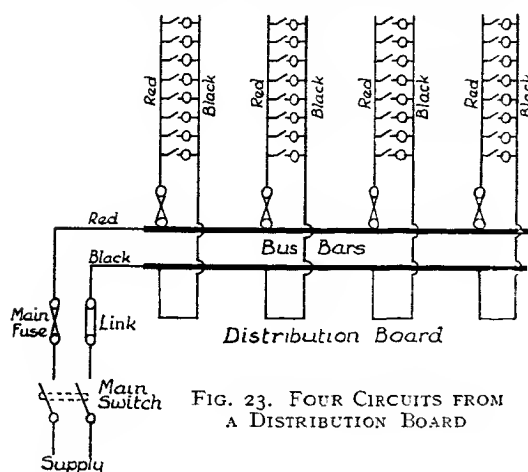 Red Black Red Black Red Black Red Black
Red
Bus Bars
Black
Main Fuse
Link
Distribution Board
Main Switch
FIG. 23. FOUR CIRCUITS FROM
A DISTRIBUTION BOARD
Supply